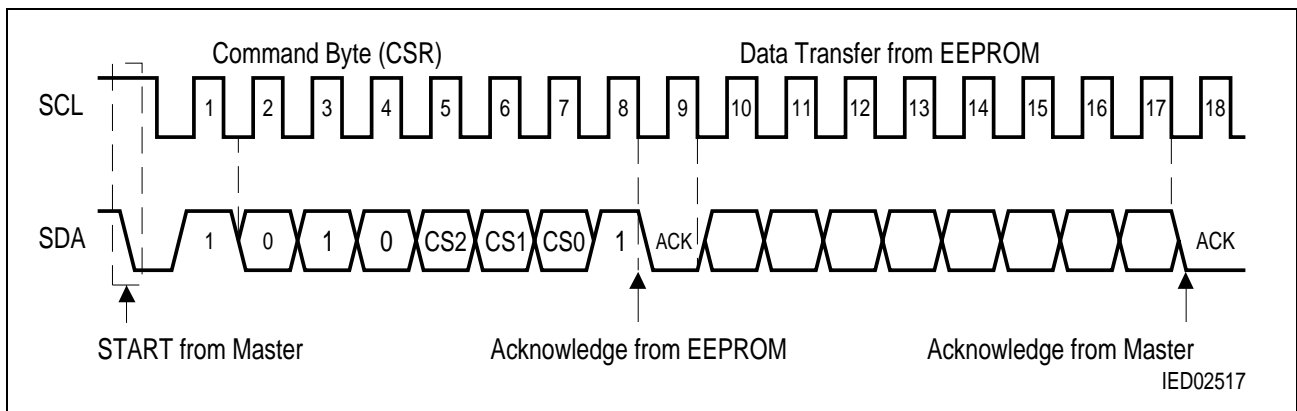 Command Byte (CSR) Data Transfer from EEPROM
SCL 1 2 3 4 5 6 7 8 9 10 11 12 13 14 15 16 17 18
SDA 1 0 1 0 CS2 CS1 CS0 1 ACK ACK
START from Master Acknowledge from EEPROM Acknowledge from Master
IED02517